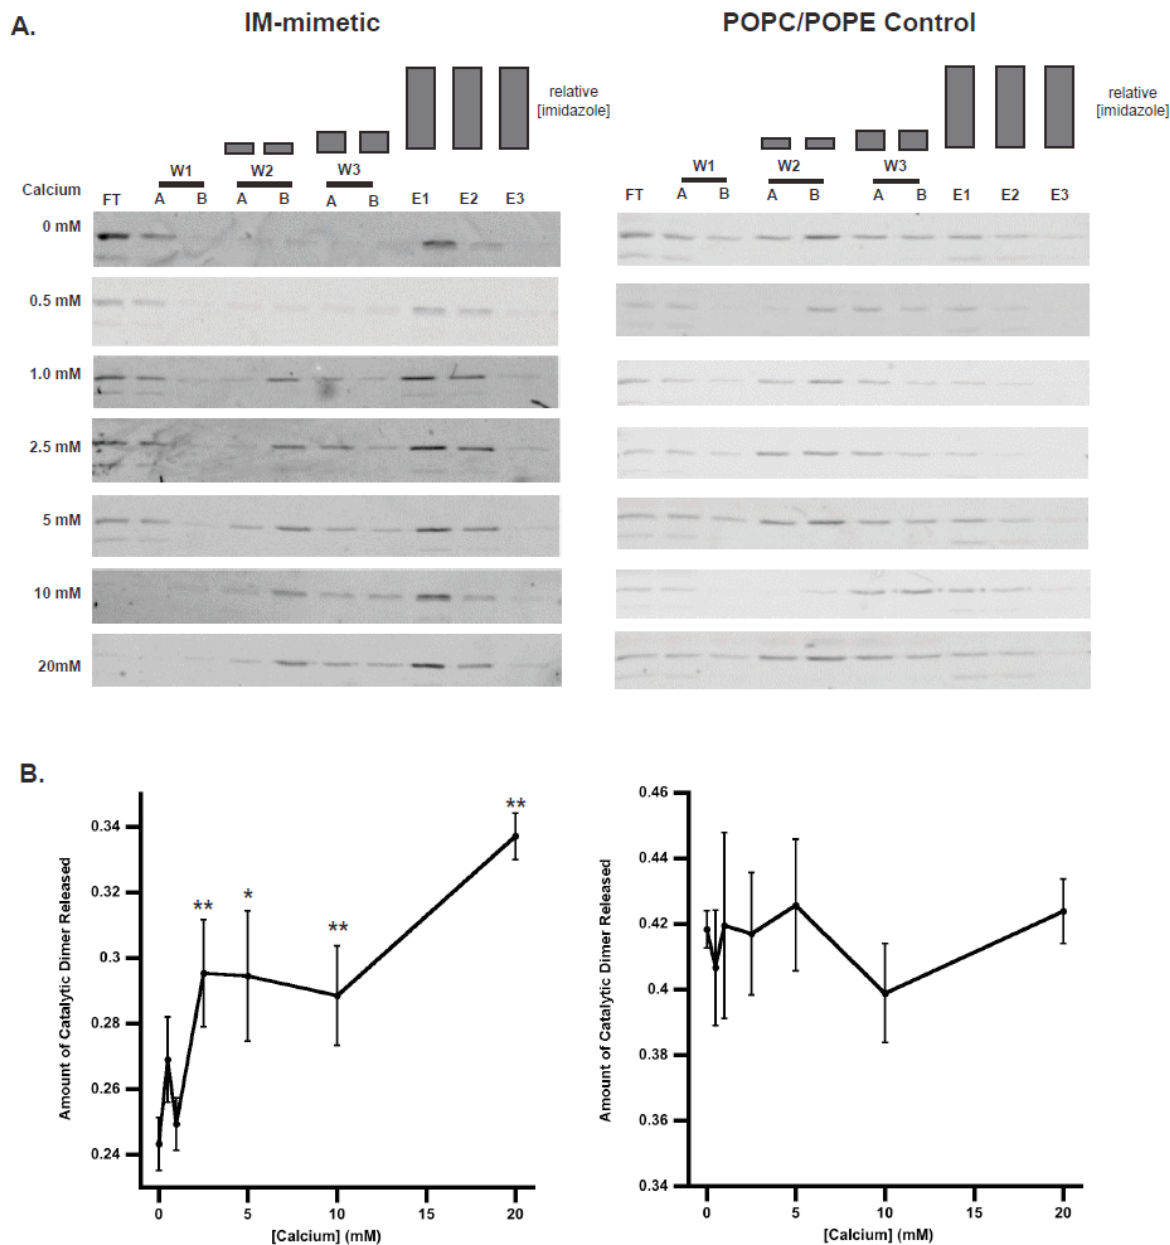 A.
IM-mimetic
POPC/POPE Control
relative
[imidazole]
relative
[imidazole]
Calcium
W1
W2
W3
FT
A
B
A
B
A
B
E1
E2
E3
W1
W2
W3
FT
A
B
A
B
A
B
E1
E2
E3
0 mM
0.5 mM
1.0 mM
2.5 mM
5 mM
10 mM
20mM
B.
Amount of Catalytic Dimer Released
0.34
0.32
0.3
0.28
0.26
0.24
**
*
**
**
0 5 10 15 20
[Calcium] (mM)
Amount of Catalytic Dimer Released
0.46
0.44
0.42
0.4
0.38
0.36
0.34
0 5 10 15 20
[Calcium] (mM)